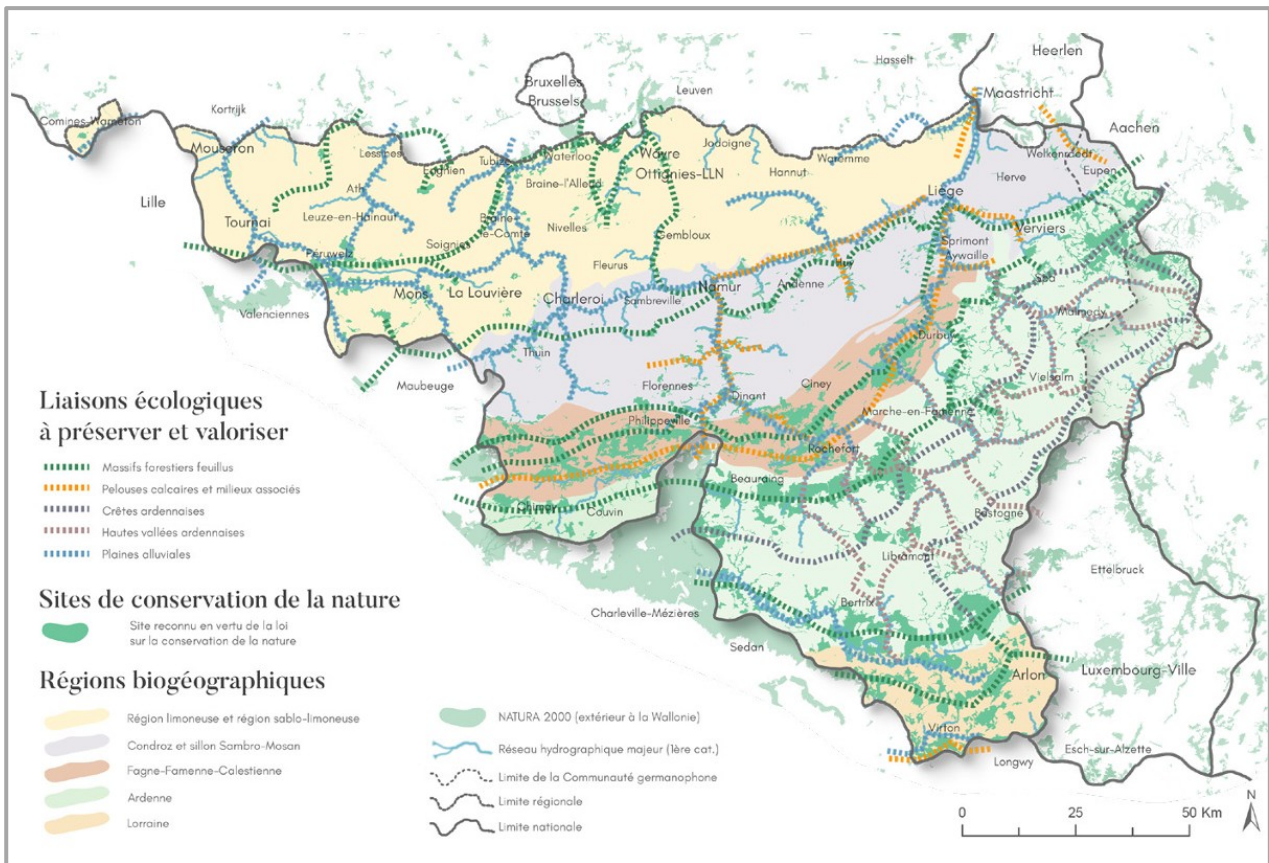 Heerlen
Hasselt
Bruxelles
Brussels
Maastricht
Leuven
Kortrijk
Comines-Warneton
Aachen
Mouscron
Lessines
Enghien
Tubize
Waterloo
Wavre
Jodoigne
Waremme
Welkenraedt
Eupen
Lille
Ath
Braine-l'Alleud
Ottignies-LLN
Hannut
Herve
Liège
Tournai
Leuze-en-Hainaut
Braine
-le-Comte
Nivelles
Verviers
Soignies
Gembloux
Péruwelz
Fleurus
Sprimont
Aywaille
Mons
La Louvière
Charleroi
Sambreville
Namur
Andenne
Huy
Spa
Valenciennes
Malmedy
Thuin
Durbuy
Maubeuge
Florennes
Ciney
Vielsalm
Dinant
Marche-en-Famenne
Philippeville
Rochefort
Beauraing
Chimay
Couvin
Bastogne
Libramont
Ettelbruck
Charleville-Mézières
Bertrix
Sedan
Arlon
Luxembourg-Ville
Virton
Longwy
Esch-sur-Alzette
Liaisons écologiques
à préserver et valoriser
Massifs forestiers feuillus
Pelouses calcaires et milieux associés
Crêtes ardennaises
Hautes vallées ardennaises
Plaines alluviales
Sites de conservation de la nature
Site reconnu en vertu de la loi
sur la conservation de la nature
Régions biogéographiques
Région limoneuse et région sablo-limoneuse
Condroz et sillon Sambro-Mosan
Fagne-Famenne-Calestienne
Ardenne
Lorraine
NATURA 2000 (extérieur à la Wallonie)
Réseau hydrographique majeur (1ère cat.)
Limite de la Communauté germanophone
Limite régionale
Limite nationale
N
0 25 50 Km